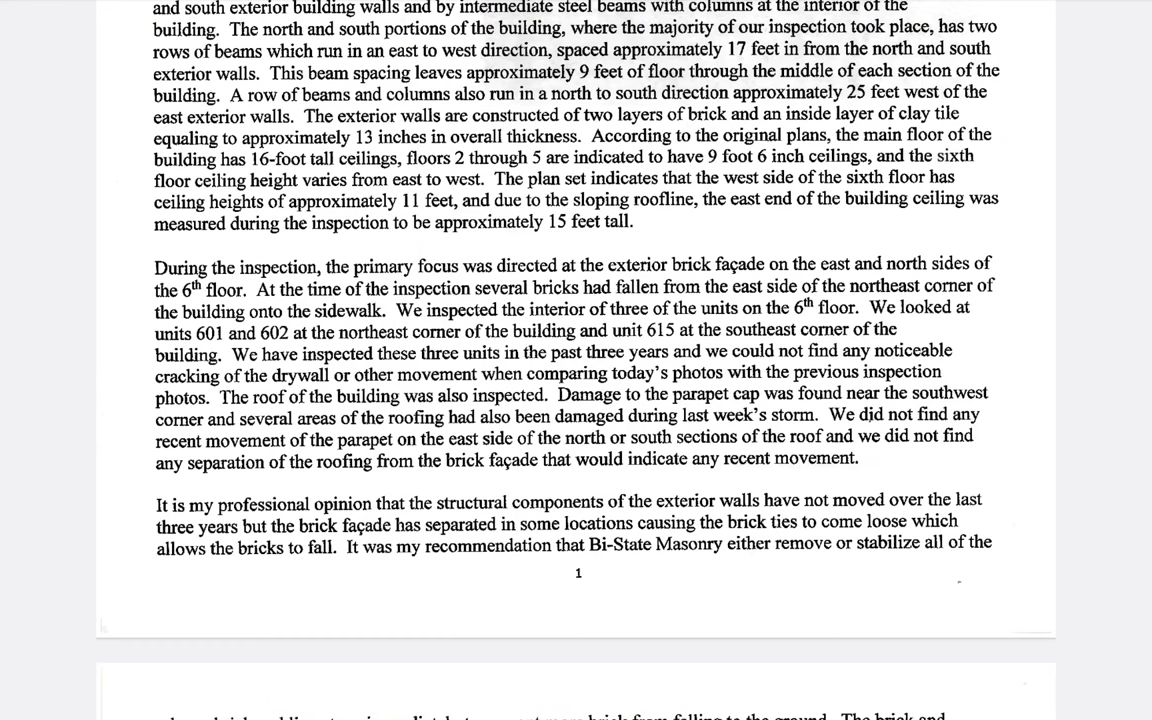 and south exterior building walls and by intermediate steel beams with columns at the interior of the
building. The north and south portions of the building, where the majority of our inspection took place, has two
rows of beams which run in an east to west direction, spaced approximately 17 feet in from the north and south
exterior walls. This beam spacing leaves approximately 9 feet of floor through the middle of each section of the
building. A row of beams and columns also run in a north to south direction approximately 25 feet west of the
east exterior walls. The exterior walls are constructed of two layers of brick and an inside layer of clay tile
equaling to approximately 13 inches in overall thickness. According to the original plans, the main floor of the
building has 16-foot tall ceilings, floors 2 through 5 are indicated to have 9 foot 6 inch ceilings, and the sixth
floor ceiling height varies from east to west. The plan set indicates that the west side of the sixth floor has
ceiling heights of approximately 11 feet, and due to the sloping roofline, the east end of the building ceiling was
measured during the inspection to be approximately 15 feet tall.
During the inspection, the primary focus was directed at the exterior brick façade on the east and north sides of
the 6th floor. At the time of the inspection several bricks had fallen from the east side of the northeast corner of
the building onto the sidewalk. We inspected the interior of three of the units on the 6th floor. We looked at
units 601 and 602 at the northeast corner of the building and unit 615 at the southeast corner of the
building. We have inspected these three units in the past three years and we could not find any noticeable
cracking of the drywall or other movement when comparing today's photos with the previous inspection
photos. The roof of the building was also inspected. Damage to the parapet cap was found near the southwest
corner and several areas of the roofing had also been damaged during last week's storm. We did not find any
recent movement of the parapet on the east side of the north or south sections of the roof and we did not find
any separation of the roofing from the brick façade that would indicate any recent movement.
It is my professional opinion that the structural components of the exterior walls have not moved over the last
three years but the brick façade has separated in some locations causing the brick ties to come loose which
allows the bricks to fall. It was my recommendation that Bi-State Masonry either remove or stabilize all of the
1
brick from falling to the ground. The brick and